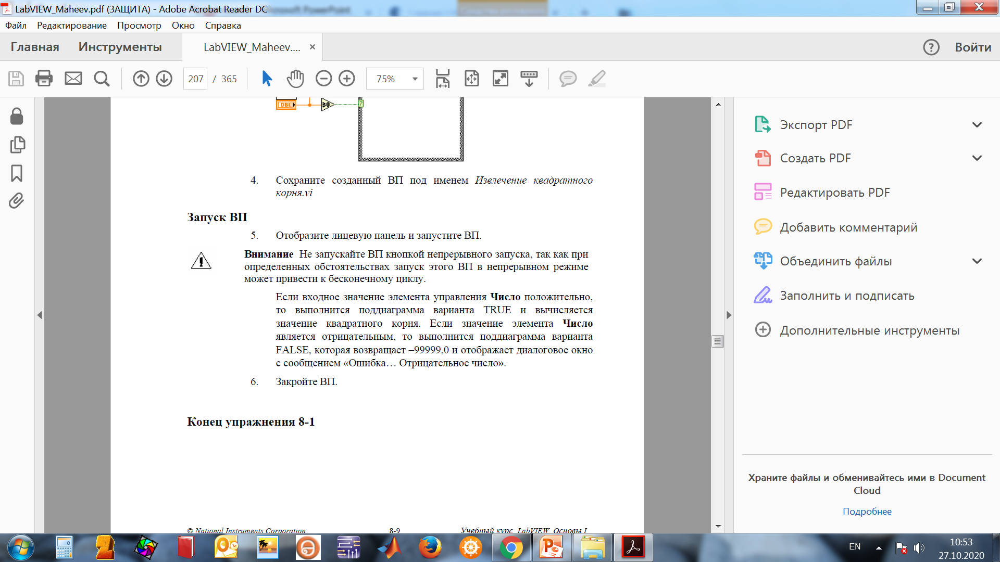 LabVIEW_Maheev.pdf (ЗАЩИТА) - Adobe Acrobat Reader DC
Файл Редактирование Просмотр Окно Справка
Главная Инструменты LabVIEW_Maheev.... × Войти
207 / 365 75%
DBL ≥0 ?
4. Сохраните созданный ВП под именем Извлечение квадратного
корня.vi
Запуск ВП
5. Отобразите лицевую панель и запустите ВП.
Внимание Не запускайте ВП кнопкой непрерывного запуска, так как при
определенных обстоятельствах запуск этого ВП в непрерывном режиме
может привести к бесконечному циклу.
Если входное значение элемента управления Число положительно,
то выполнится поддиаграмма варианта TRUE и вычисляется
значение квадратного корня. Если значение элемента Число
является отрицательным, то выполнится поддиаграмма варианта
FALSE, которая возвращает –99999,0 и отображает диалоговое окно
с сообщением «Ошибка… Отрицательное число».
6. Закройте ВП.
Конец упражнения 8-1
© National Instruments Corporation 8-9 Учебный курс LabVIEW Основы I
Экспорт PDF
Создать PDF
Редактировать PDF
Добавить комментарий
Объединить файлы
Заполнить и подписать
Дополнительные инструменты
Храните файлы и обменивайтесь ими в Document
Cloud
Подробнее
EN
10:53
27.10.2020